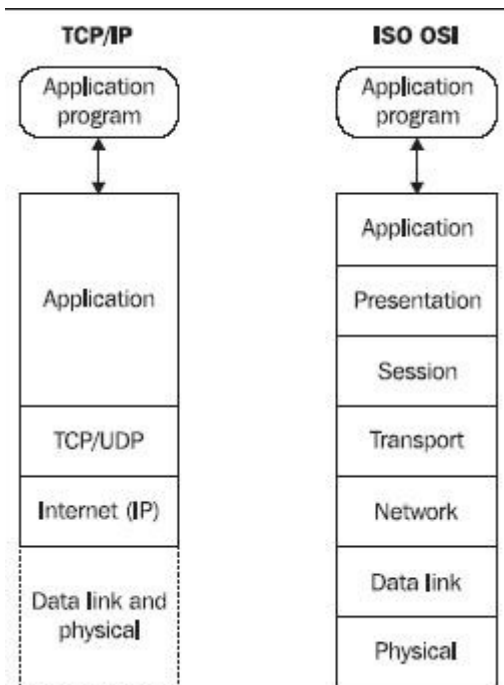 TCP/IP
Application
program
Application
TCP/UDP
Internet (IP)
Data link and
physical
ISO OSI
Application
program
Application
Presentation
Session
Transport
Network
Data link
Physical